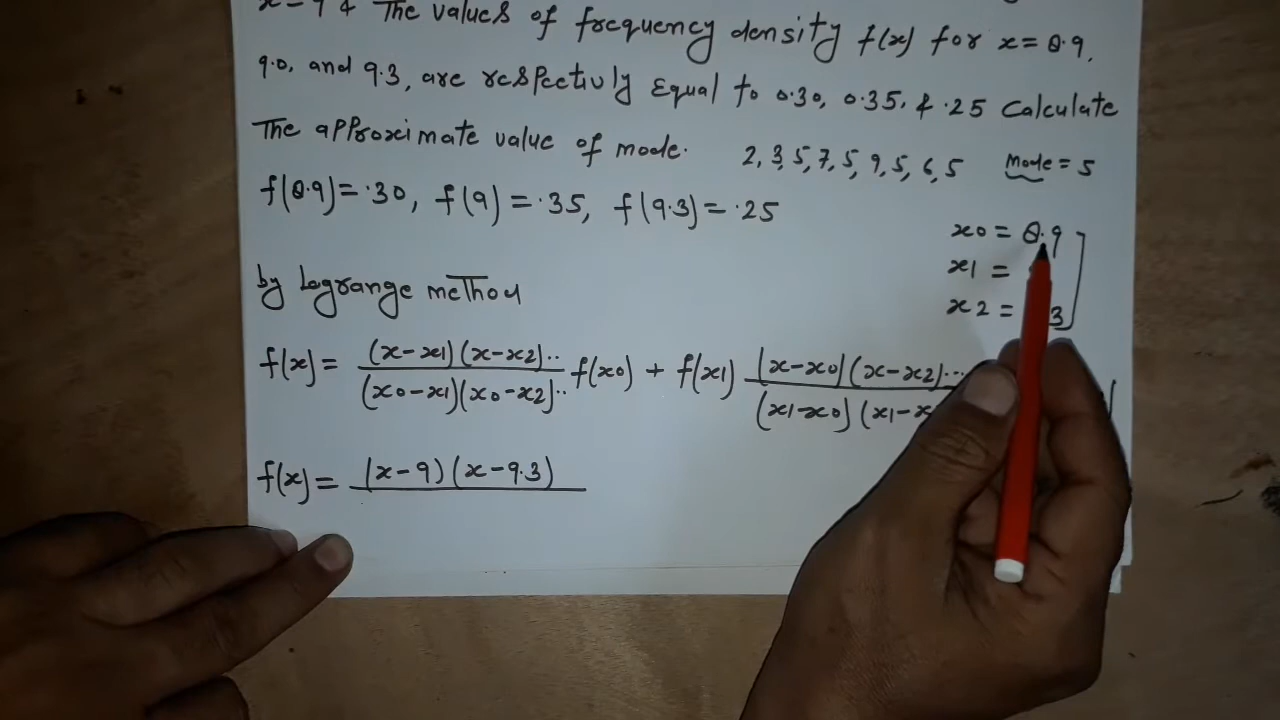 The values of frequency density f(x) for x=8.9,
9.0, and 9.3, are respectivuly Equal to 0.30, 0.35, & .25 Calculate
The approximate value of mode. 2, 3, 5, 7, 5, 9, 5, 6, 5 Mode = 5
f(8.9)= .30, f(9) = .35, f(9.3) = .25
x0 = 8.9
x1 =
x2 = 3
by Lagrange method
f(x) = (x-x1)(x-x2).. / (x0-x1)(x0-x2).. f(x0) + f(x1) (x-x0)(x-x2)... / (x1-x0)(x1-x
f(x) = (x-9)(x-9.3)